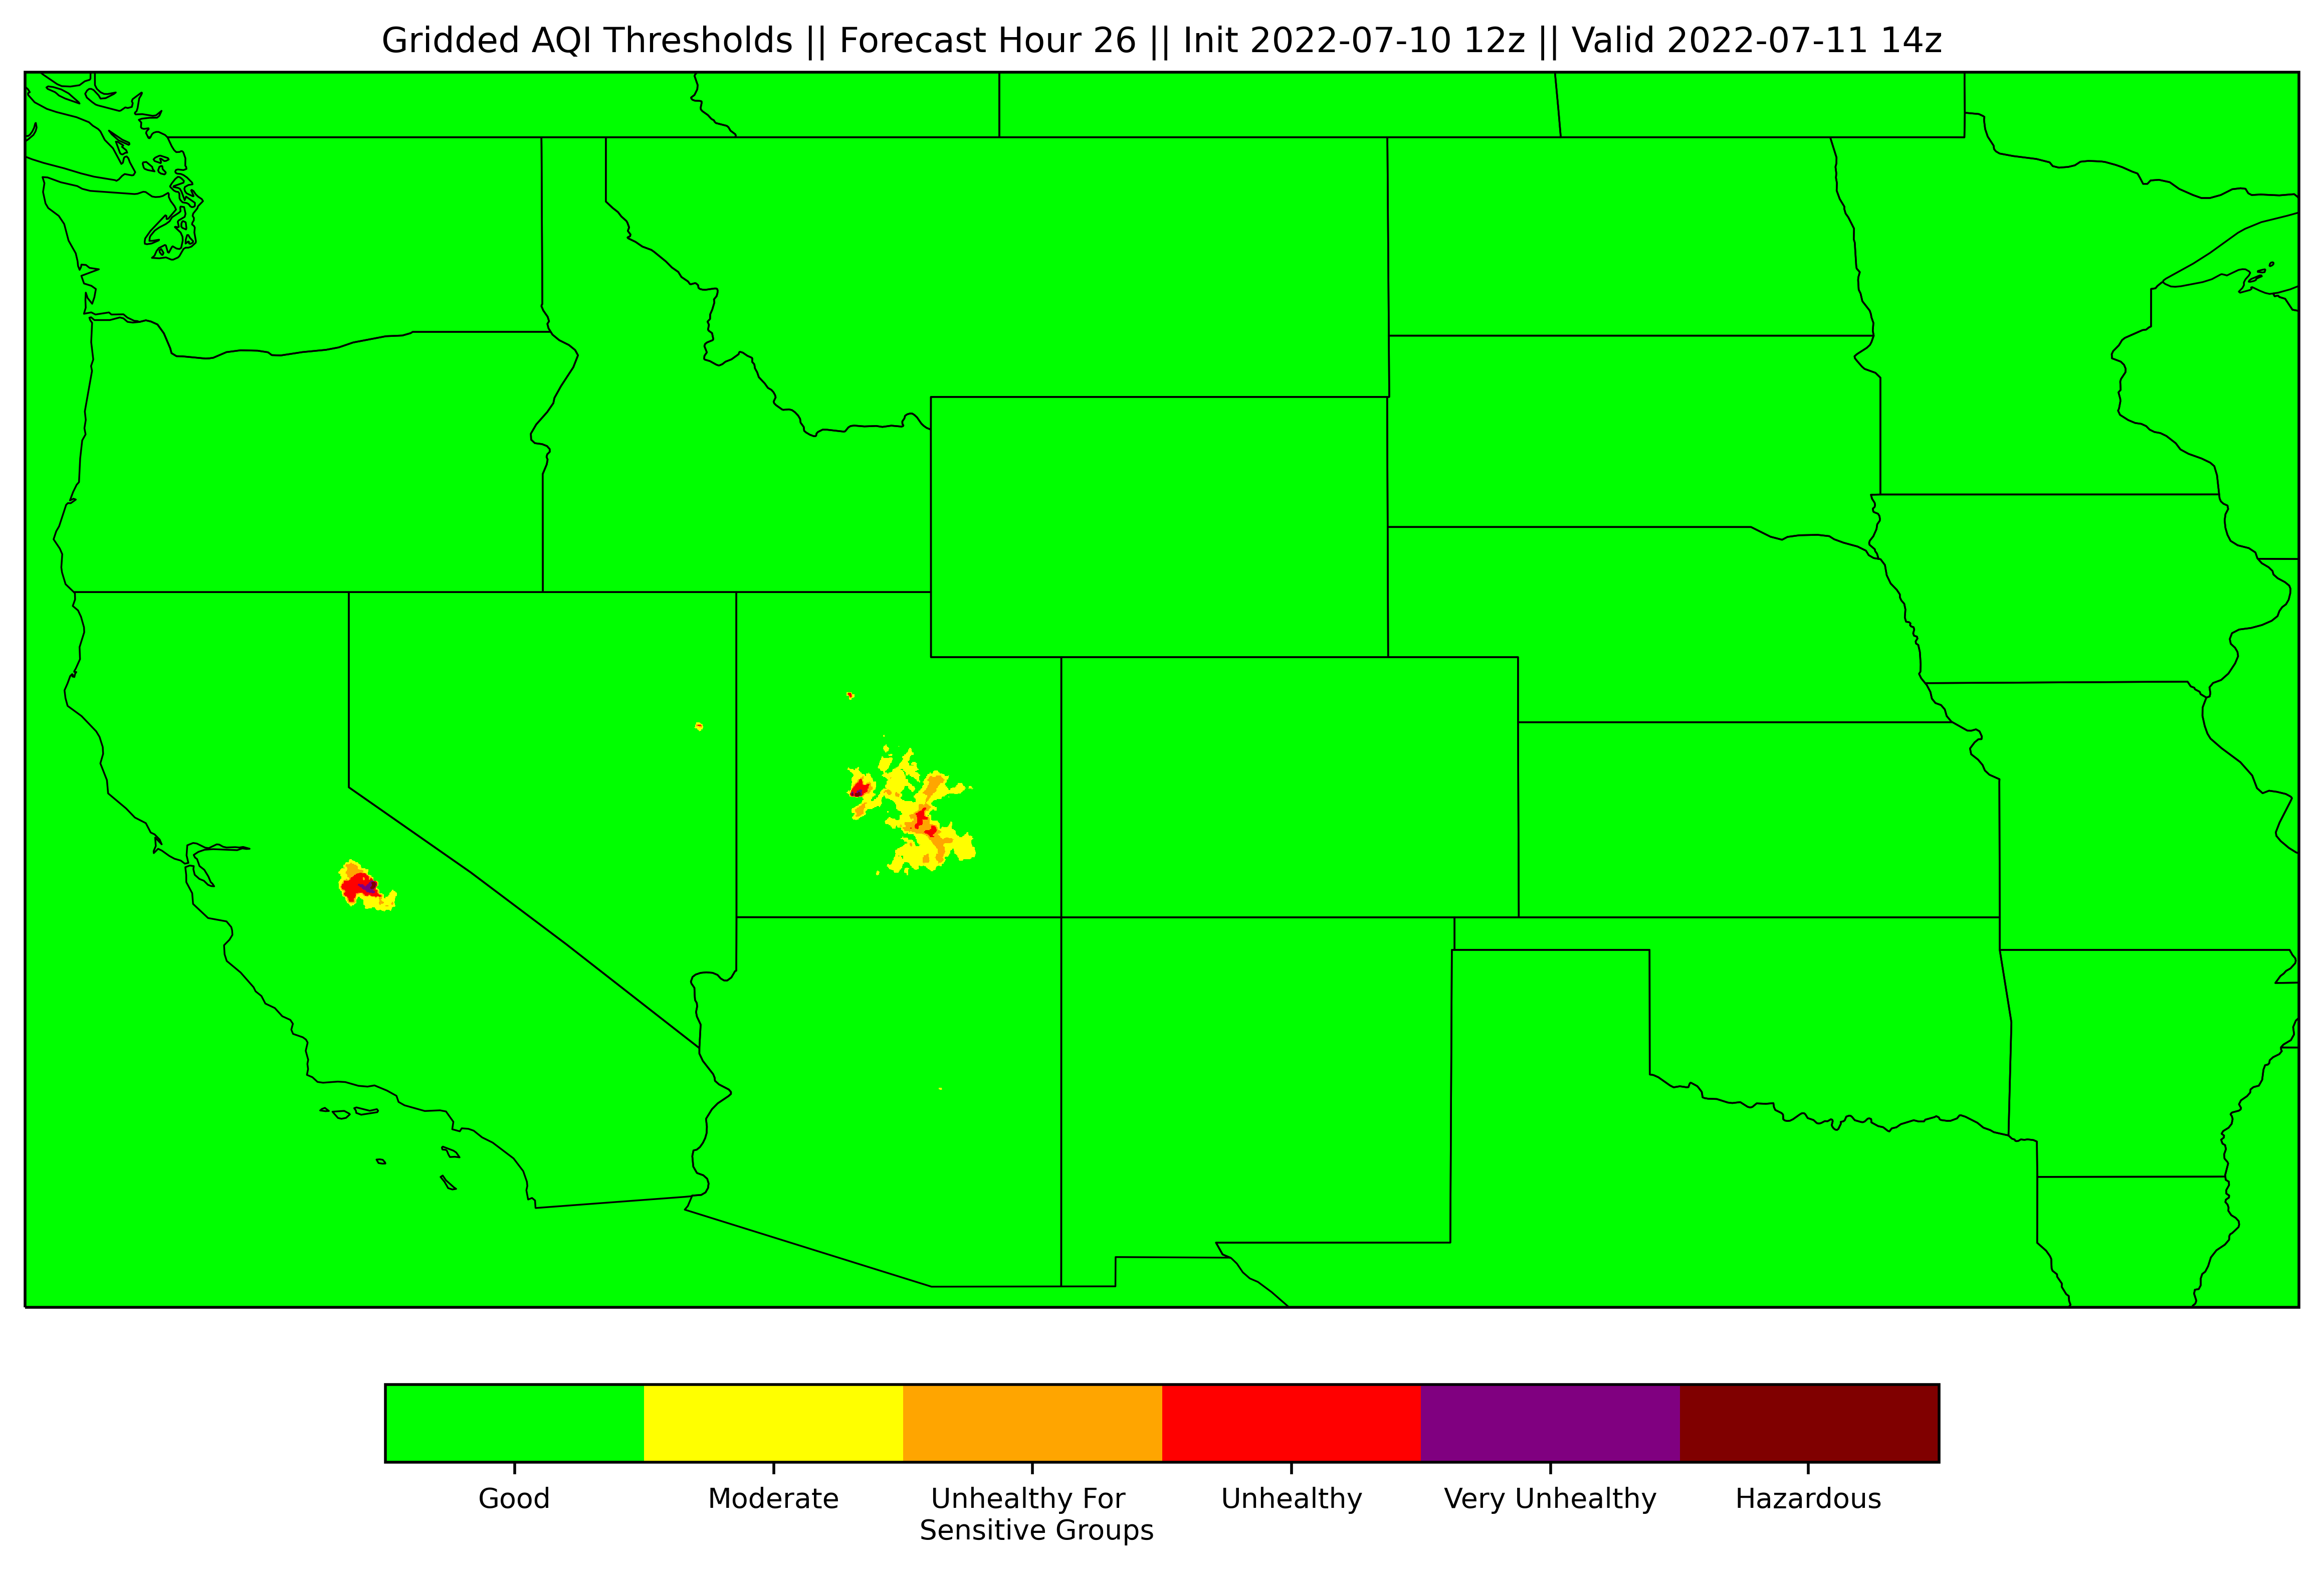 Gridded AQI Thresholds || Forecast Hour 26 || Init 2022-07-10 12z || Valid 2022-07-11 14z
Good
Moderate
Unhealthy For
Sensitive Groups
Unhealthy
Very Unhealthy
Hazardous